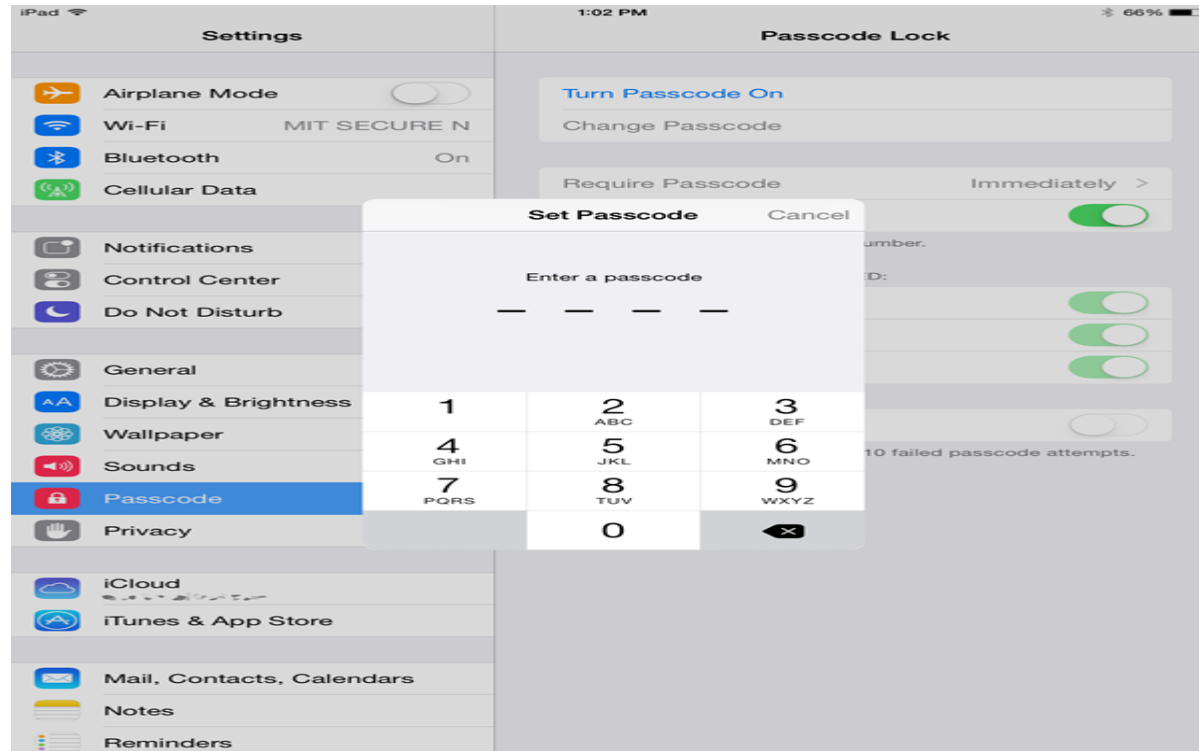 iPad 1:02 PM 66%
Settings
Passcode Lock
Airplane Mode
Wi-Fi MIT SECURE N
Bluetooth On
Cellular Data
Notifications
Control Center
Do Not Disturb
General
Display & Brightness
Wallpaper
Sounds
Passcode
Privacy
iCloud
iTunes & App Store
Mail, Contacts, Calendars
Notes
Reminders
Turn Passcode On
Change Passcode
Require Passcode Immediately >
umber.
ED:
10 failed passcode attempts.
Set Passcode Cancel
Enter a passcode
1 2 3
ABC DEF
4 5 6
GHI JKL MNO
7 8 9
PQRS TUV WXYZ
0